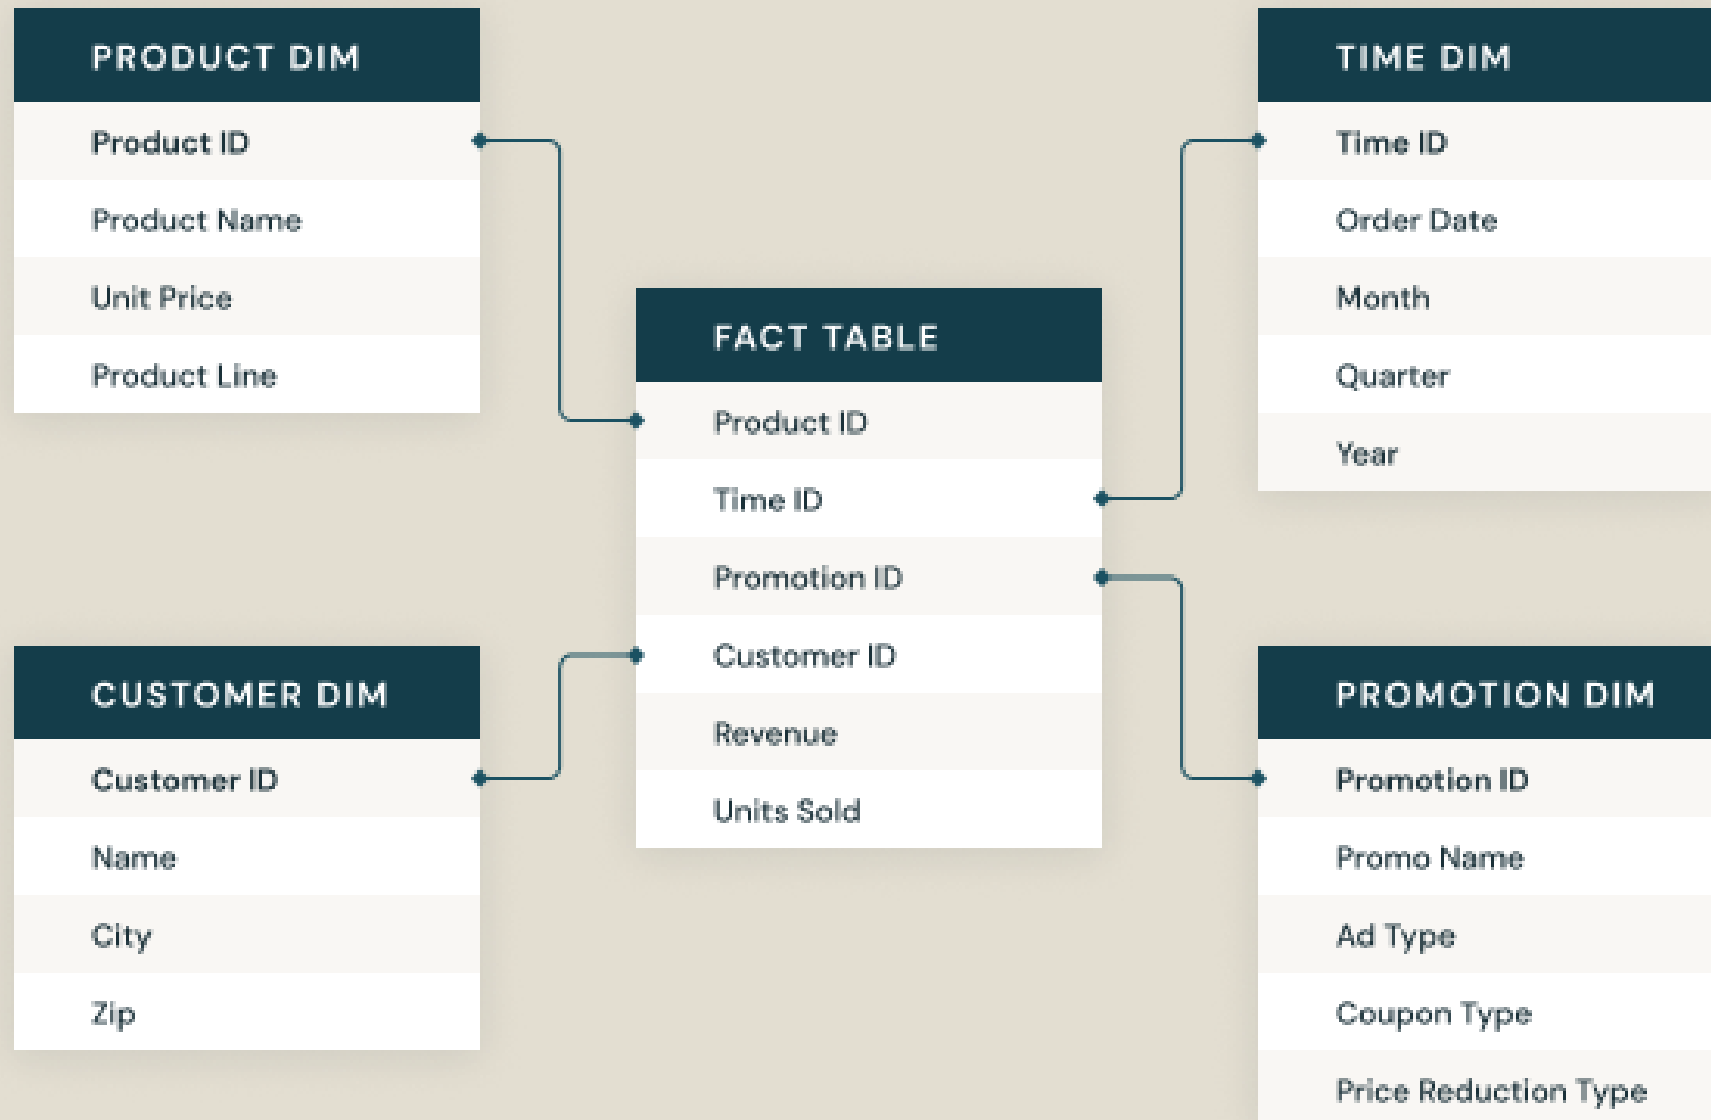 PRODUCT DIM
Product ID
Product Name
Unit Price
Product Line
TIME DIM
Time ID
Order Date
Month
Quarter
Year
FACT TABLE
Product ID
Time ID
Promotion ID
Customer ID
Revenue
Units Sold
CUSTOMER DIM
Customer ID
Name
City
Zip
PROMOTION DIM
Promotion ID
Promo Name
Ad Type
Coupon Type
Price Reduction Type